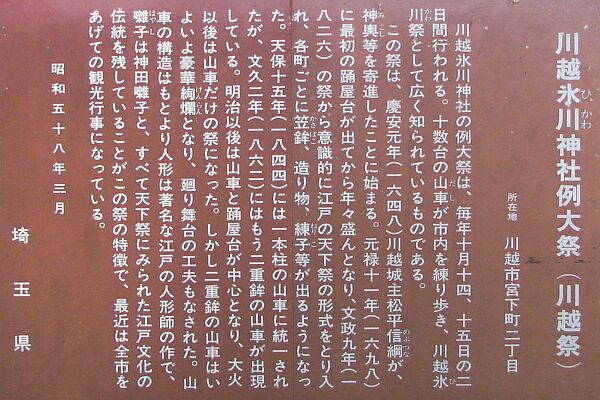 川越氷川神社例大祭（川越祭）
所在地　川越市宮下町二丁目
川越氷川神社の例大祭は、毎年十月十四、十五日の二
日間行われる。十数台の山車が市内を練り歩き、川越氷
川祭として広く知られているものである。
この祭は、慶安元年（一六四八）川越城主松平信綱が、
神輿等を寄進したことに始まる。元禄十一年（一六九八）
に最初の踊屋台が出てから年々盛んとなり、文政九年（一
八二六）の祭から意識的に江戸の天下祭の形式をとり入
れ、各町ごとに笠鉾、造り物、練子等が出るようになっ
た。天保十五年（一八四四）には一本柱の山車に統一され
たが、文久二年（一八六二）にはもう二重鉾の山車が出現
している。明治以後は山車と踊屋台が中心となり、大火
以後は山車だけの祭になった。しかし二重鉾の山車はい
よいよ豪華絢爛となり、廻り舞台の工夫もなされた。山
車の構造はもとより人形は著名な江戸の人形師の作で、
囃子は神田囃子と、すべて天下祭にみられた江戸文化の
伝統を残していることがこの祭の特徴で、最近は全市を
あげての観光行事になっている。
昭和五十八年三月
埼玉県